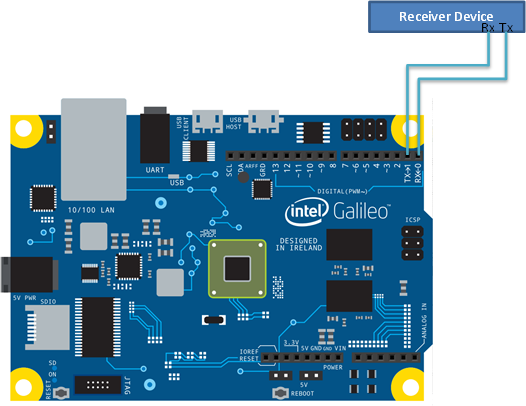 Receiver Device
Rx Tx
USB
CLIENT
USB
HOST
UART
USB
10/100 LAN
SCL
SDA
AREF
GRD
~13
12
~11
~10
~9
8
7
~6
~5
4
~3
2
TX→1
RX←0
DIGITAL(PWM~)
intel Galileo™
DESIGNED
IN IRELAND
ICSP
5V PWR
SDIO
ANALOG IN
IOREF
RESET
3.3V
5V GND GND VIN
POWER
SD
ON
RESET
JTAG
REBOOT
5V